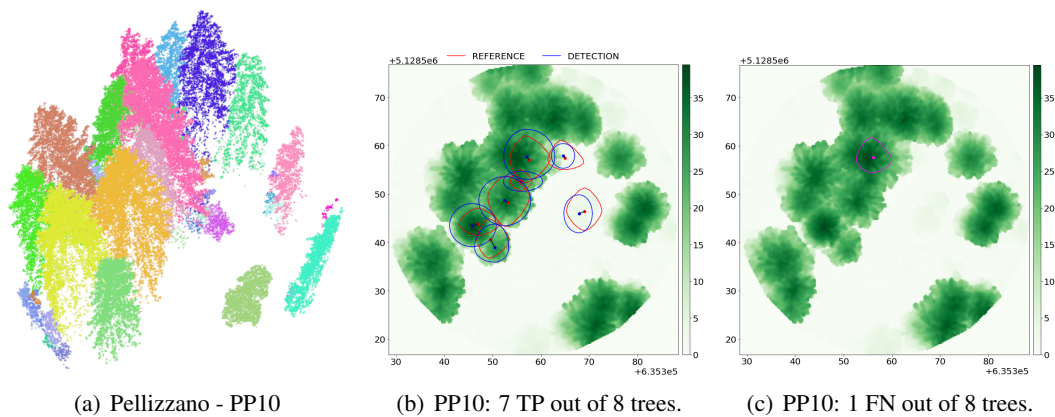 REFERENCE DETECTION
+5.1285e6
70
60
50
40
30
20
30 40 50 60 70 80
+6.353e5
35
30
25
20
15
10
5
0
+5.1285e6
70
60
50
40
30
20
30 40 50 60 70 80
+6.353e5
35
30
25
20
15
10
5
0
(a) Pellizzano - PP10
(b) PP10: 7 TP out of 8 trees.
(c) PP10: 1 FN out of 8 trees.